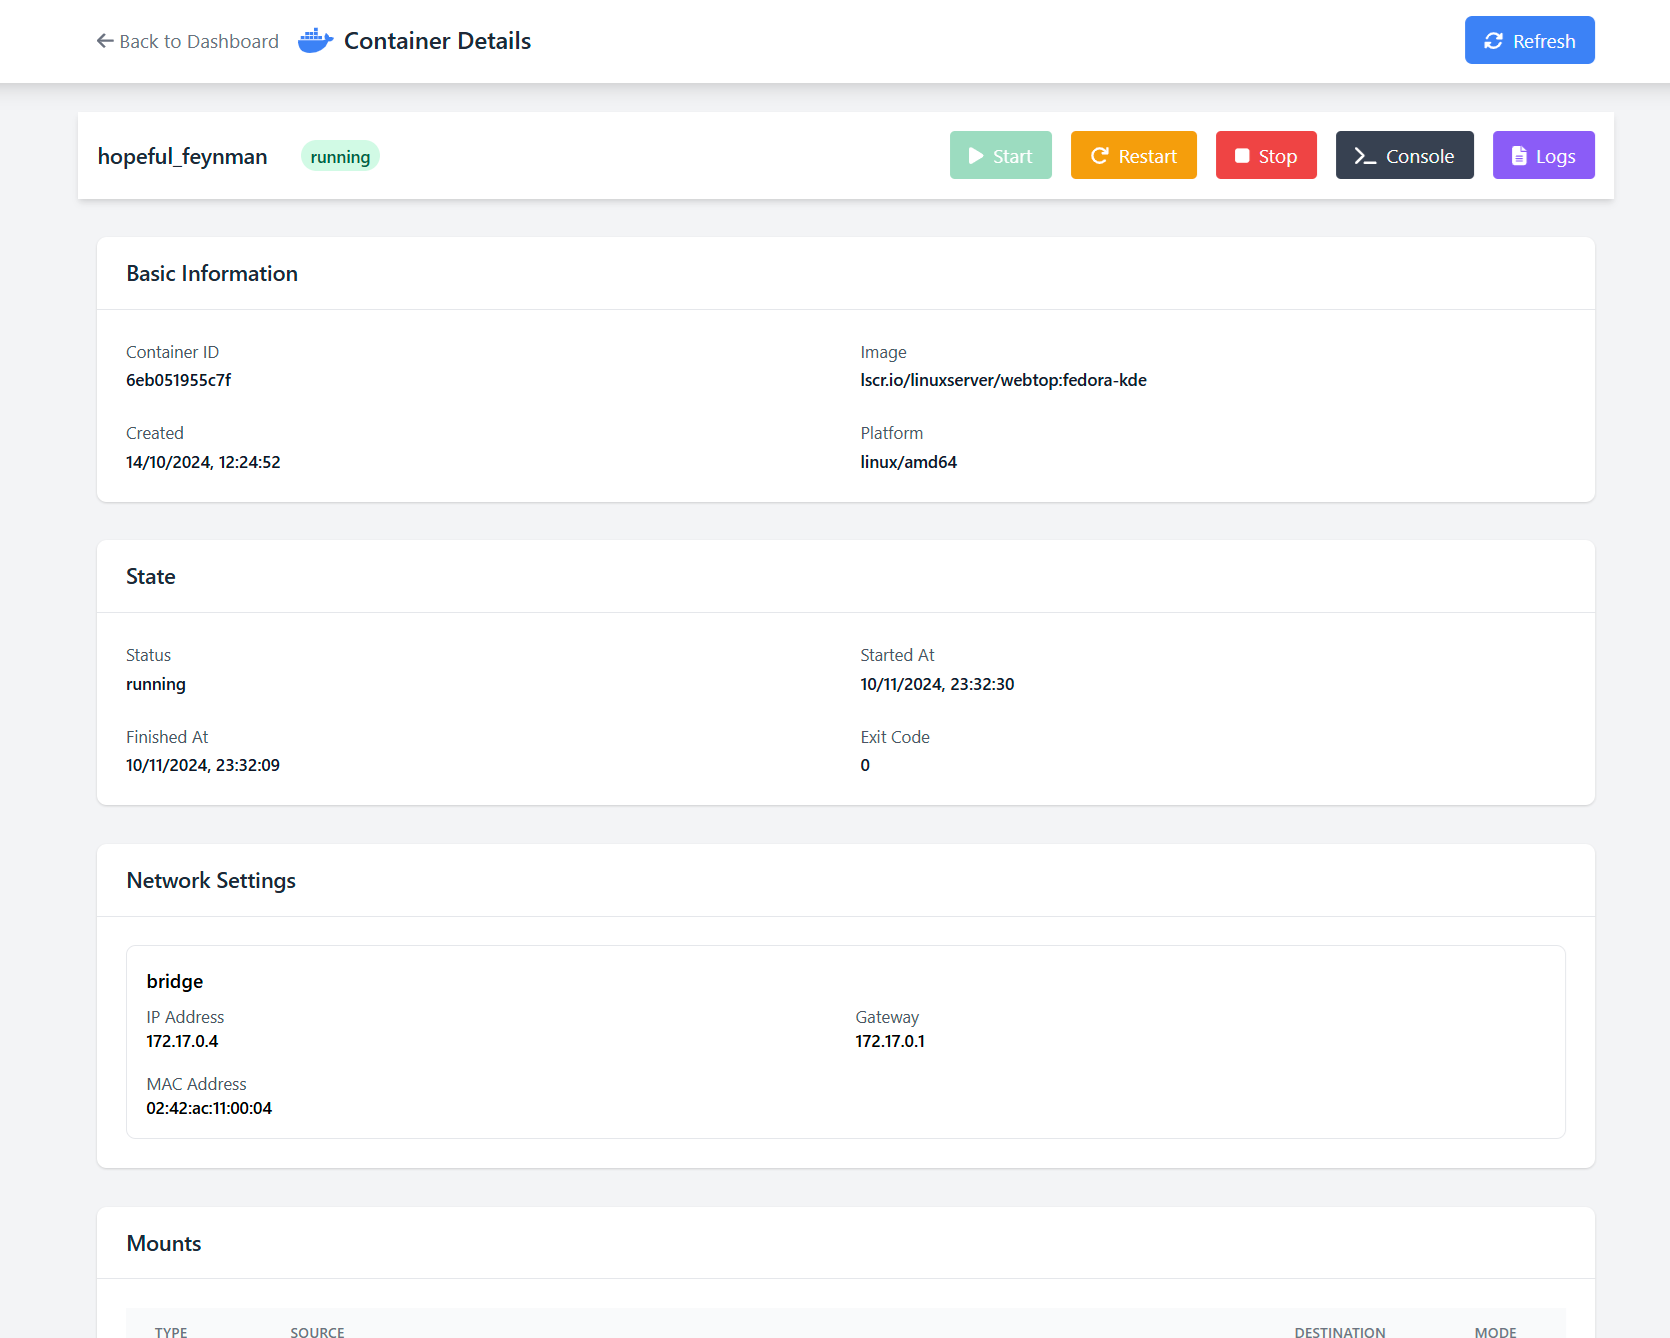 Back to Dashboard Container Details Refresh
hopeful_feynman running Start Restart Stop Console Logs
Basic Information
Container ID Image
6eb051955c7f lscr.io/linuxserver/webtop:fedora-kde
Created Platform
14/10/2024, 12:24:52 linux/amd64
State
Status Started At
running 10/11/2024, 23:32:30
Finished At Exit Code
10/11/2024, 23:32:09 0
Network Settings
bridge
IP Address Gateway
172.17.0.4 172.17.0.1
MAC Address
02:42:ac:11:00:04
Mounts
TYPE SOURCE DESTINATION MODE